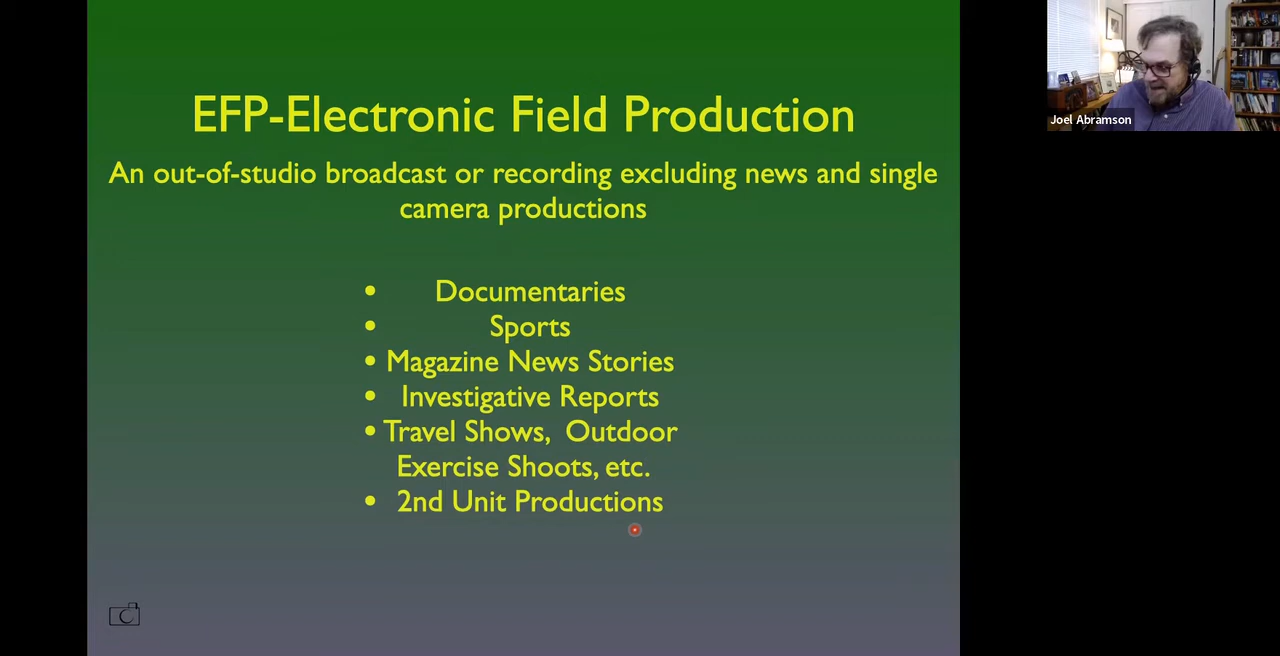 EFP-Electronic Field Production
An out-of-studio broadcast or recording excluding news and single
camera productions
• Documentaries
• Sports
• Magazine News Stories
• Investigative Reports
• Travel Shows, Outdoor
Exercise Shoots, etc.
• 2nd Unit Productions
Joel Abramson